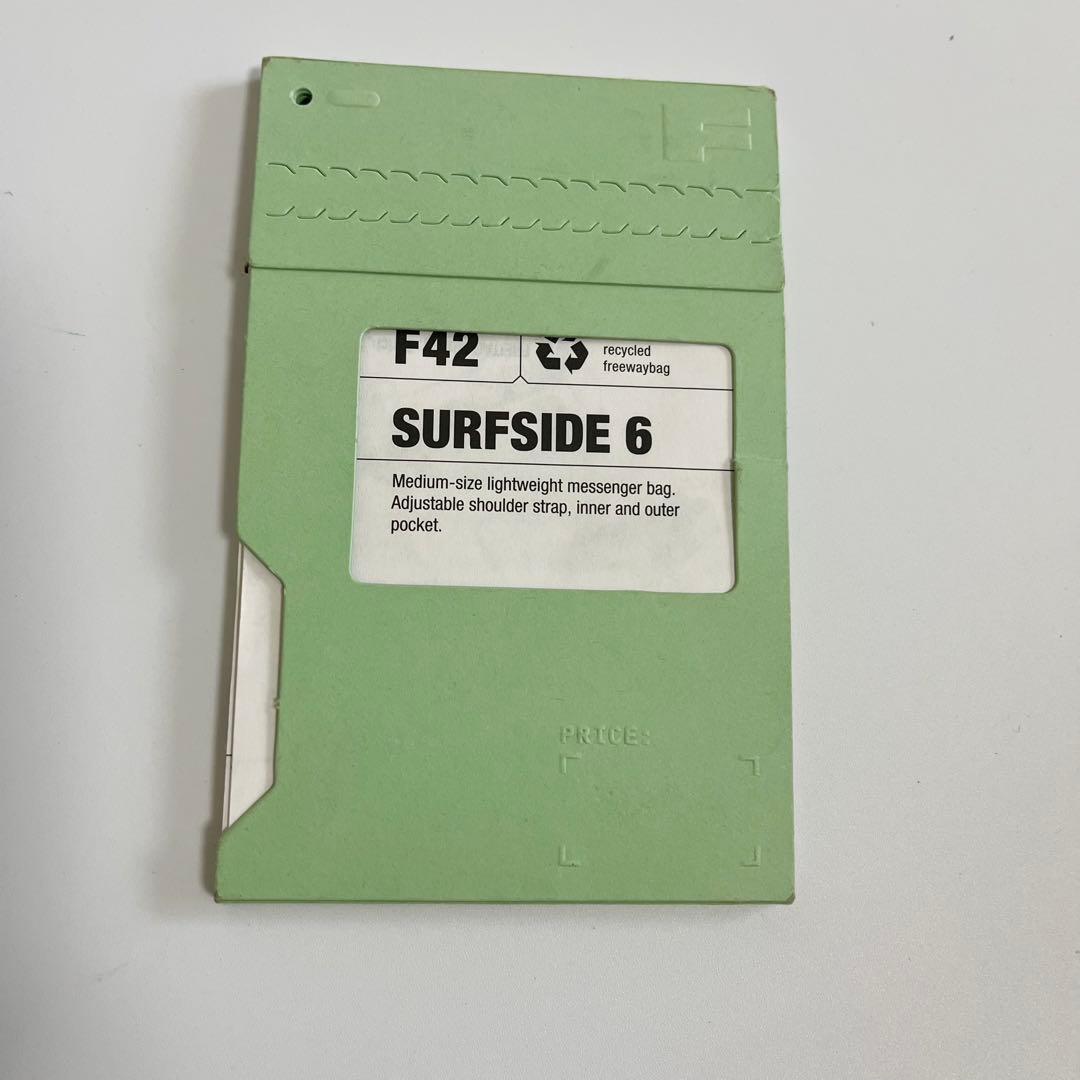 F42
recycled
freewaybag
SURFSIDE 6
Medium-size lightweight messenger bag.
Adjustable shoulder strap, inner and outer
pocket.
PRICE: